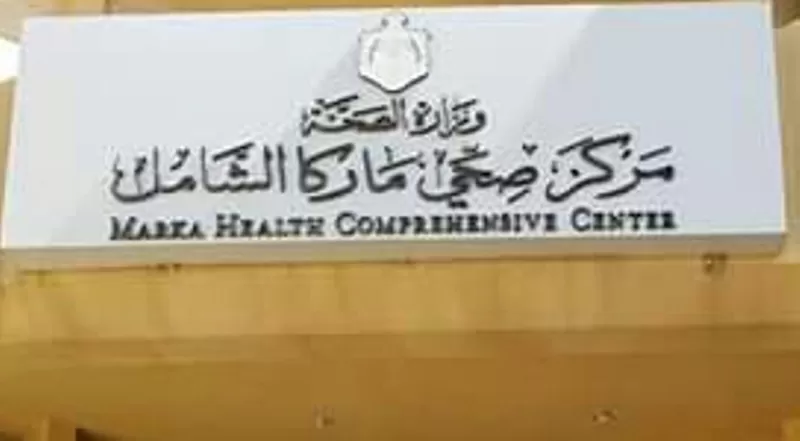 وزارة الصحة
مركز صحي ماركا الشامل
MARKA HEALTH COMPREHENSIVE CENTER